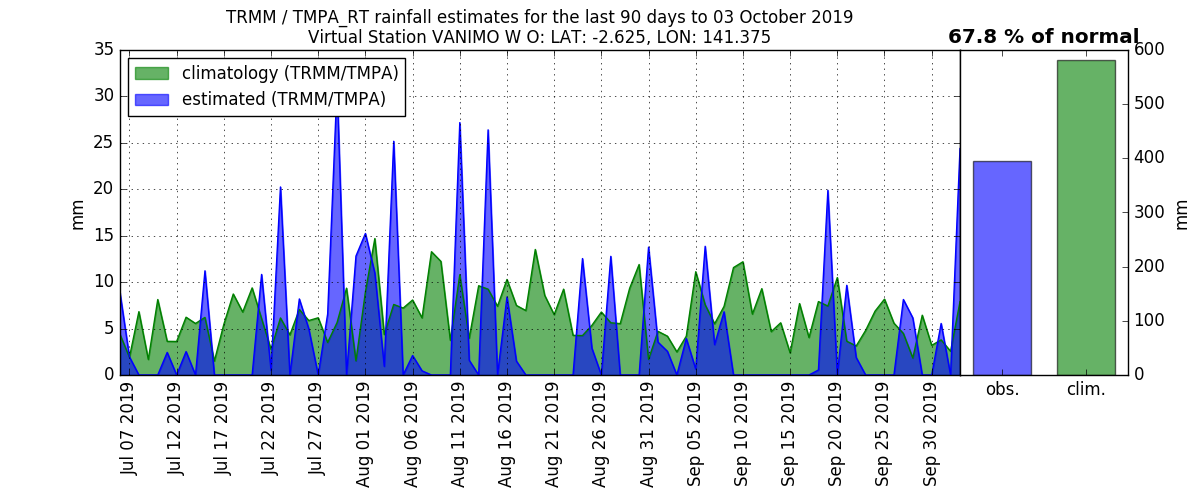 TRMM / TMPA_RT rainfall estimates for the last 90 days to 03 October 2019
Virtual Station VANIMO W O: LAT: -2.625, LON: 141.375
67.8 % of normal
climatology (TRMM/TMPA)
estimated (TRMM/TMPA)
35
30
25
20
15
10
5
0
mm
Jul 07 2019
Jul 12 2019
Jul 17 2019
Jul 22 2019
Jul 27 2019
Aug 01 2019
Aug 06 2019
Aug 11 2019
Aug 16 2019
Aug 21 2019
Aug 26 2019
Aug 31 2019
Sep 05 2019
Sep 10 2019
Sep 15 2019
Sep 20 2019
Sep 25 2019
Sep 30 2019
obs.
clim.
600
500
400
300
200
100
0
mm